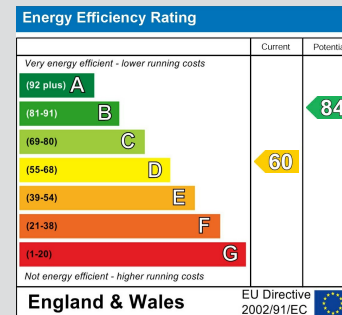 Energy Efficiency Rating
Current
Very energy efficient - lower running costs
(92 plus) A
(81-91) B
84
(69-80) C
(55-68) D
60
(39-54) E
(21-38) F
(1-20) G
Not energy efficient - higher running costs
England & Wales
EU Directive
2002/91/EC